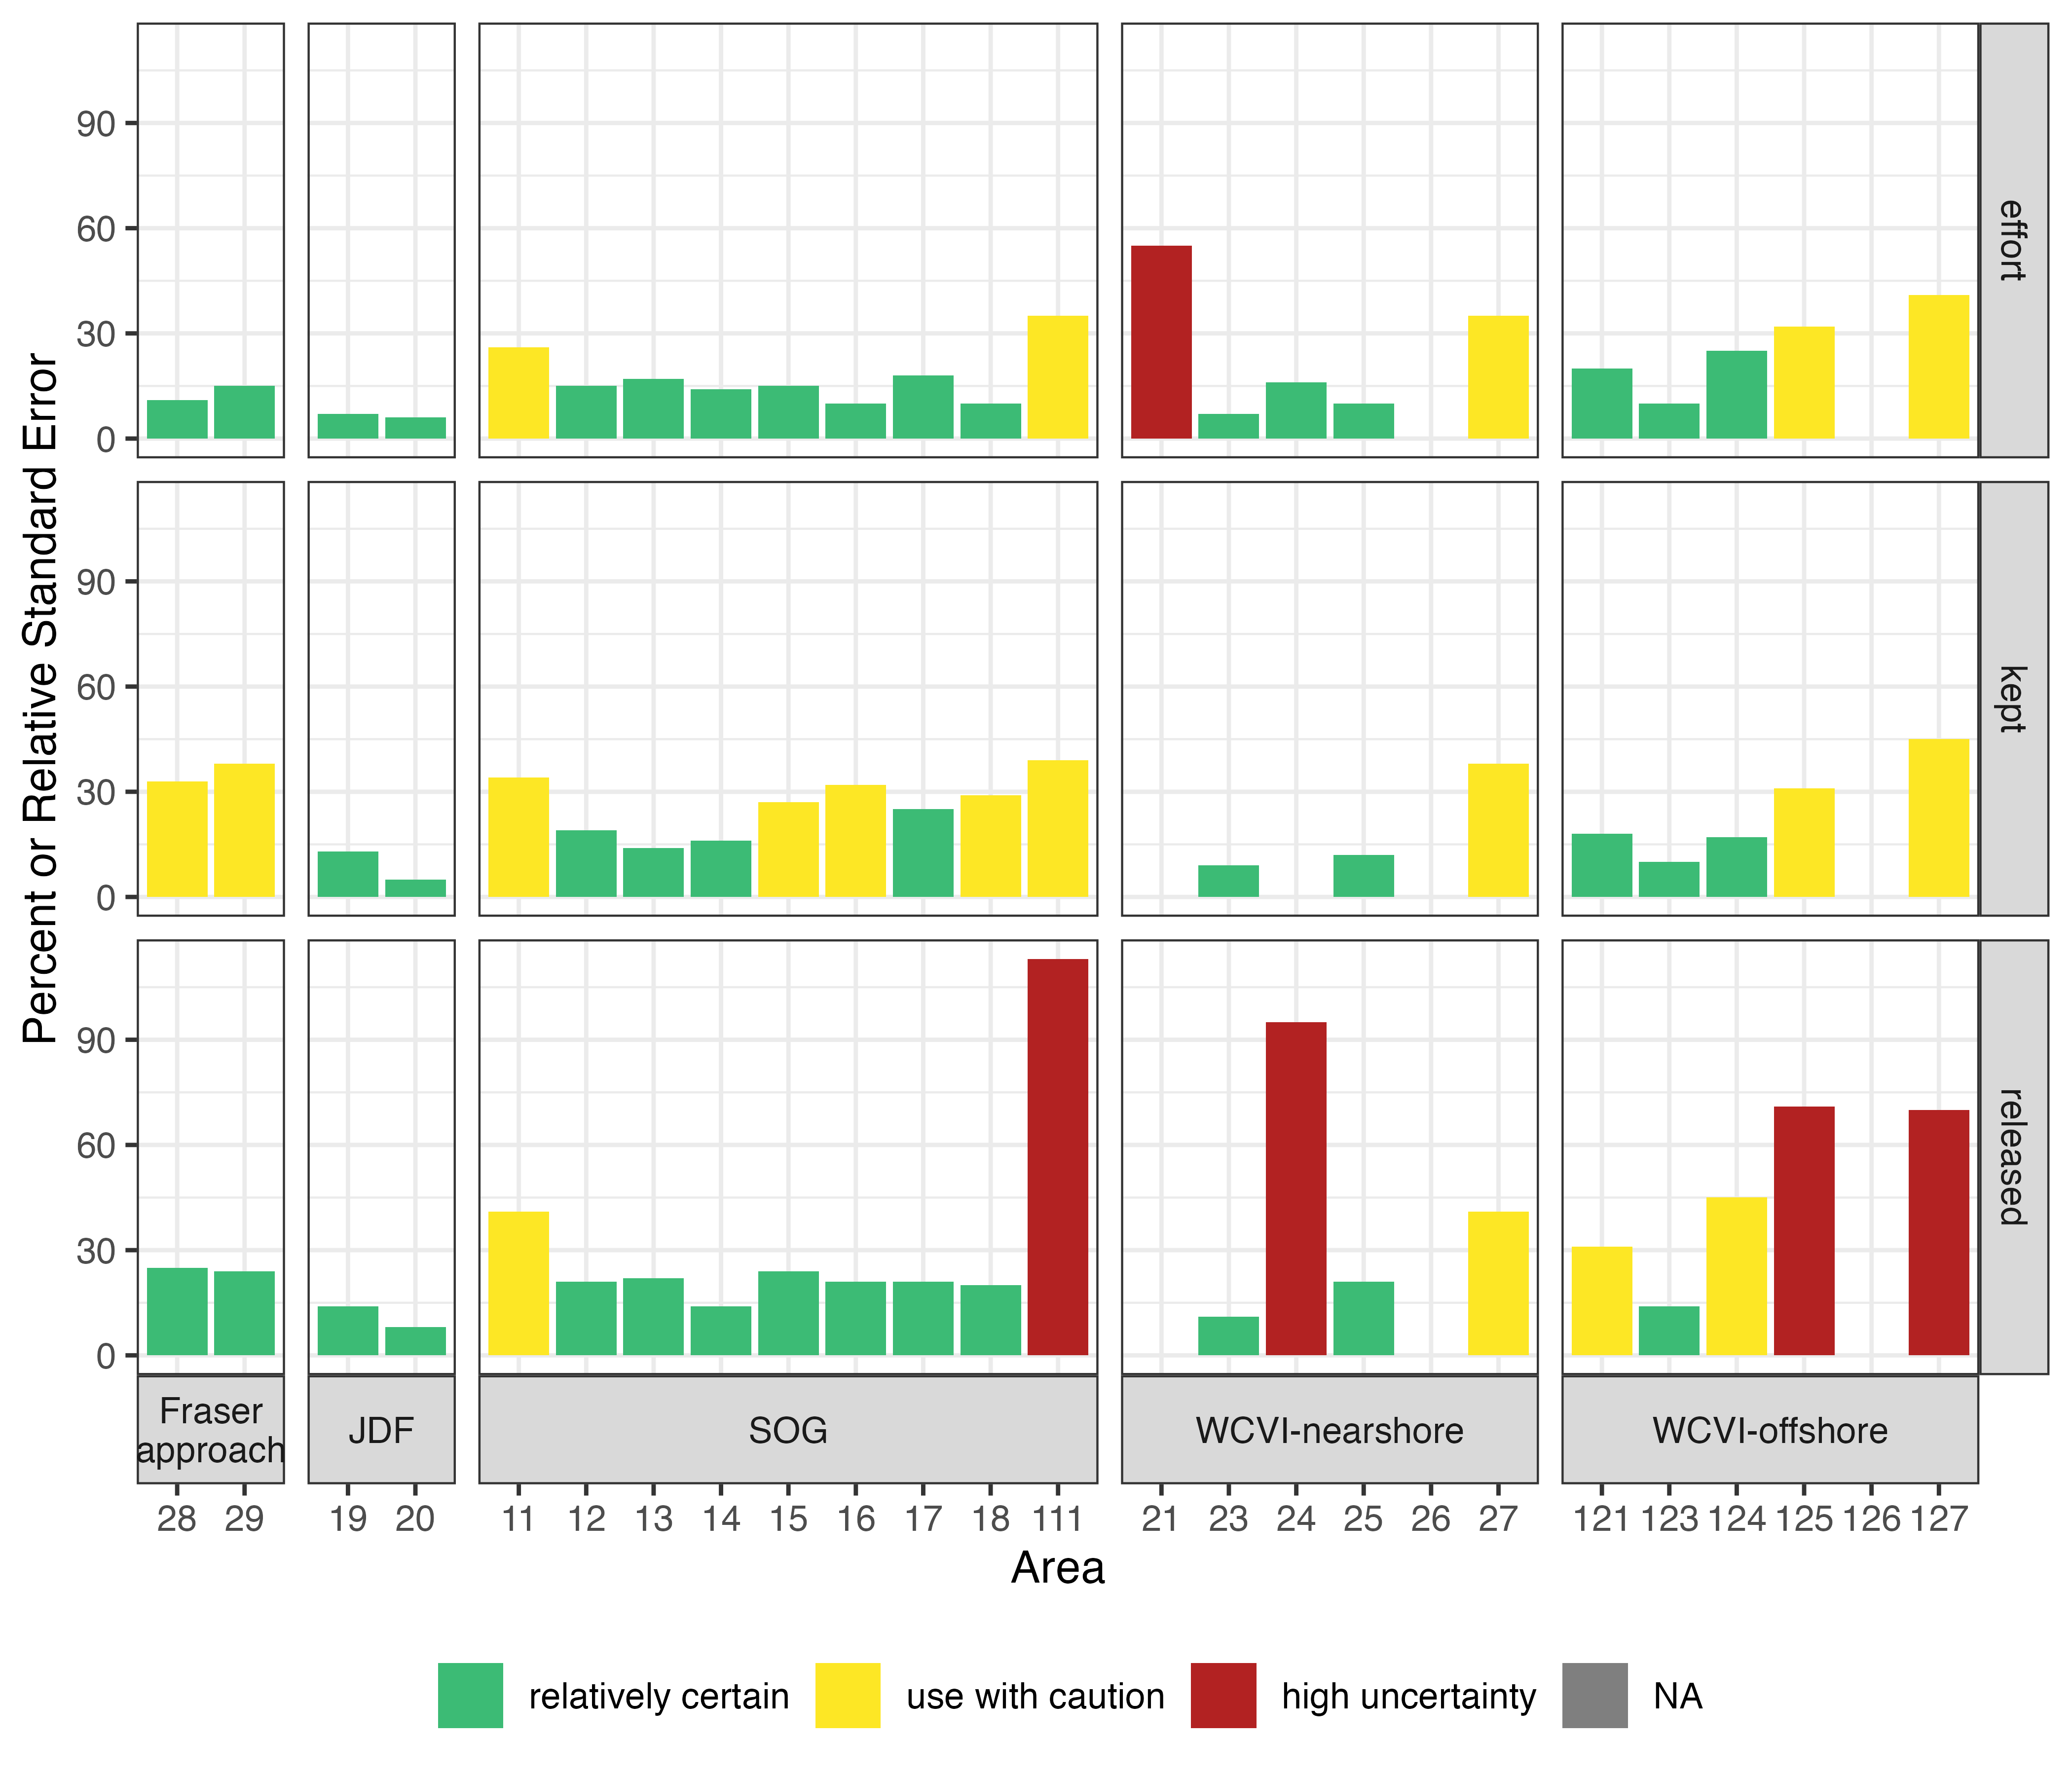 Percent or Relative Standard Error
90
60
30
0
effort
90
60
30
0
kept
90
60
30
0
released
Fraser
approach
JDF
SOG
WCVI-nearshore
WCVI-offshore
28 29 19 20 11 12 13 14 15 16 17 18 111 21 23 24 25 26 27 121 123 124 125 126 127
Area
relatively certain
use with caution
high uncertainty
NA